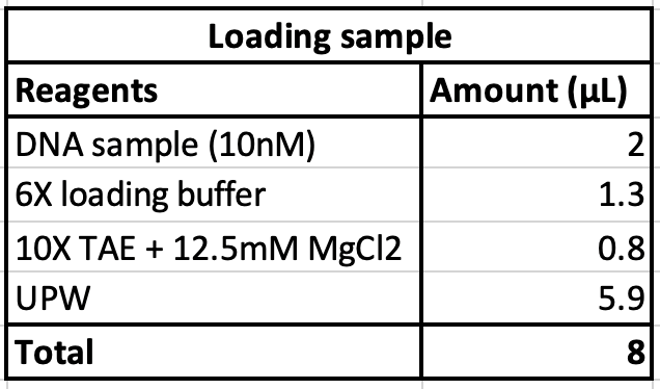 Loading sample
Reagents Amount (µL)
DNA sample (10nM) 2
6X loading buffer 1.3
10X TAE + 12.5mM MgCl2 0.8
UPW 5.9
Total 8